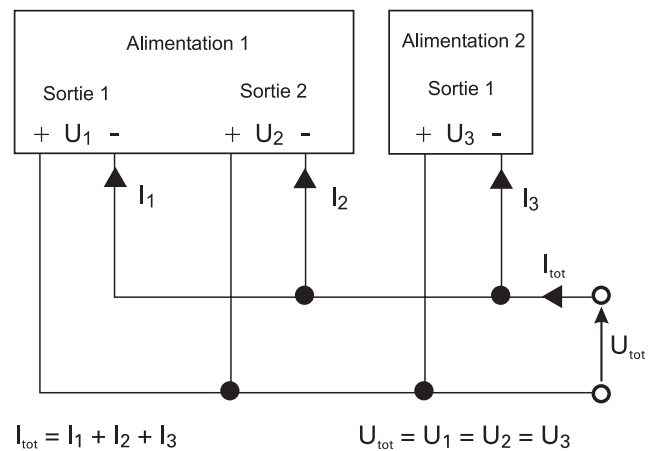 Alimentation 1
Alimentation 2
Sortie 1
Sortie 2
Sortie 1
+ U1 -
+ U2 -
+ U3 -
I1
I2
I3
Itot
Utot
Itot = I1 + I2 + I3
Utot = U1 = U2 = U3